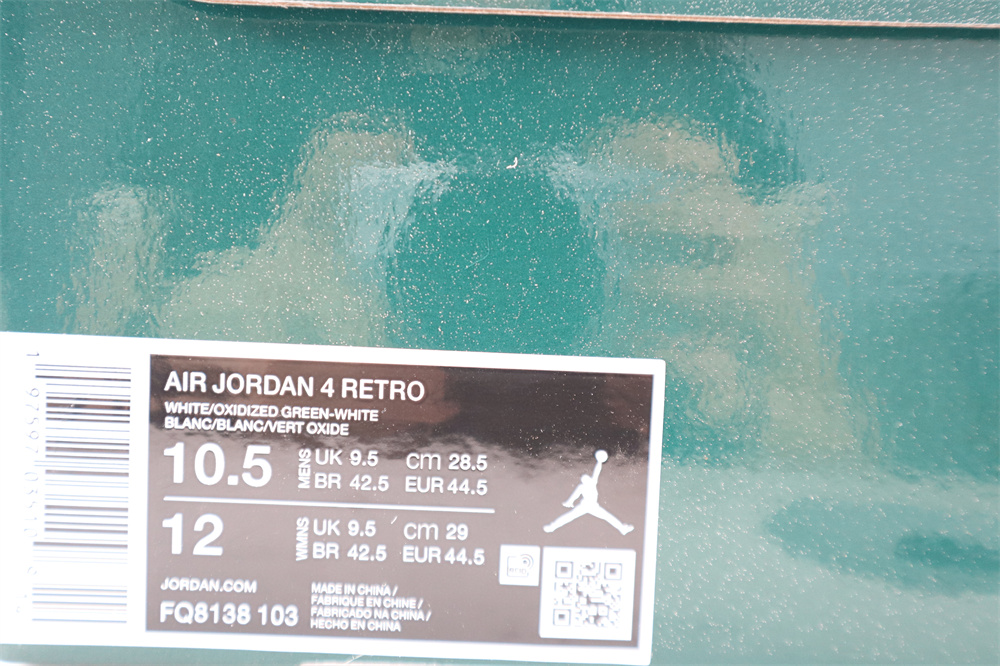 AIR JORDAN 4 RETRO
WHITE/OXIDIZED GREEN-WHITE
BLANC/BLANC/VERT OXIDE
10.5
MENS
UK 9.5 cm 28.5
BR 42.5 EUR 44.5
12
WMNS
UK 9.5 cm 29
BR 42.5 EUR 44.5
JORDAN.COM
FQ8138 103
MADE IN CHINA /
FABRIQUE EN CHINE /
FABRICADO NA CHINA /
HECHO EN CHINA